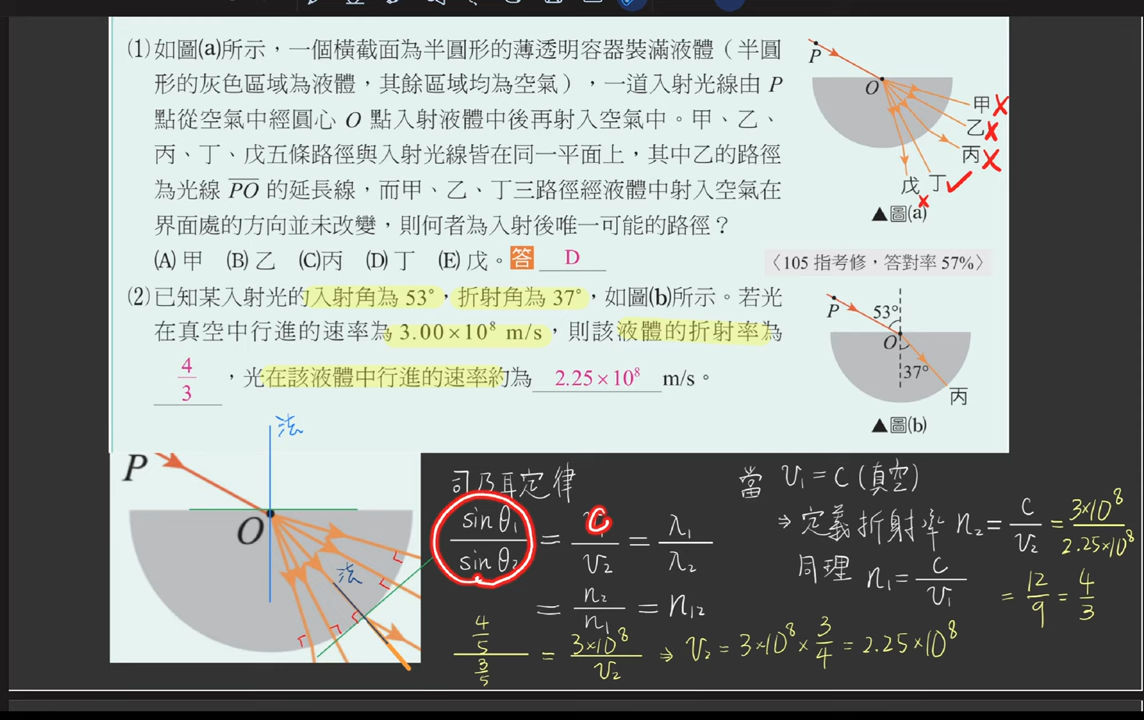 (1)如圖(a)所示，一個橫截面為半圓形的薄透明容器裝滿液體（半圓
形的灰色區域為液體，其餘區域均為空氣），一道入射光線由 P
點從空氣中經圓心 O 點入射液體中後再射入空氣中。甲、乙、
丙、丁、戊五條路徑與入射光線皆在同一平面上，其中乙的路徑
為光線 PO 的延長線，而甲、乙、丁三路徑經液體中射入空氣在
界面處的方向並未改變，則何者為入射後唯一可能的路徑？
(A) 甲 (B) 乙 (C)丙 (D) 丁 (E) 戊。答 D
P
O
甲 ×
乙 ×
丙 ×
丁 ✓
戊 ×
▲圖(a)
〈105 指考修，答對率 57%〉
(2)已知某入射光的入射角為 53°，折射角為 37°，如圖(b)所示。若光
在真空中行進的速率為 3.00×10⁸ m/s，則該液體的折射率為
4/3，光在該液體中行進的速率約為 2.25×10⁸ m/s。
P
53°
O
37°
丙
▲圖(b)
法
P
O
法
司乃耳定律
sinθ₁/sinθ₂ = C/v₂ = λ₁/λ₂
= n₂/n₁ = n₁₂
(4/5)/(3/5) = 3×10⁸/v₂ ⇒ v₂ = 3×10⁸×3/4 = 2.25×10⁸
當 v₁ = C (真空)
⇒ 定義折射率 n₂ = C/v₂ = 3×10⁸/2.25×10⁸
同理 n₁ = C/v₁
= 12/9 = 4/3